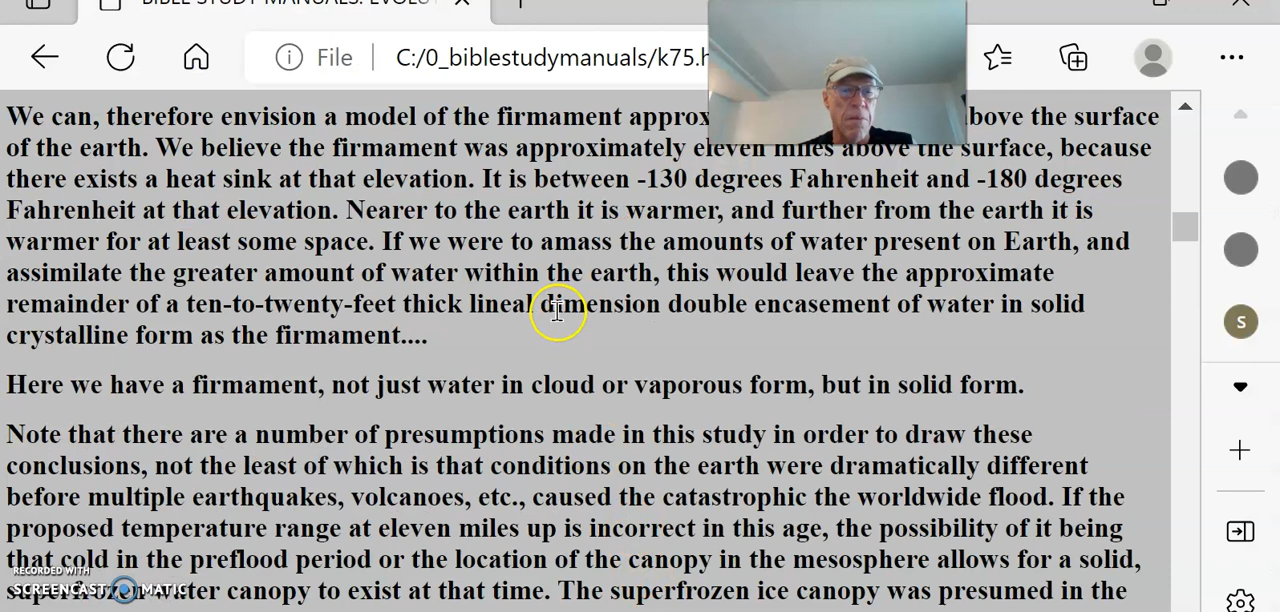 BIBLE STUDY MANUALS: EVOLU
File
C:/0_biblestudymanuals/k75.h
We can, therefore envision a model of the firmament approx bove the surface
of the earth. We believe the firmament was approximately eleven miles above the surface, because
there exists a heat sink at that elevation. It is between -130 degrees Fahrenheit and -180 degrees
Fahrenheit at that elevation. Nearer to the earth it is warmer, and further from the earth it is
warmer for at least some space. If we were to amass the amounts of water present on Earth, and
assimilate the greater amount of water within the earth, this would leave the approximate
remainder of a ten-to-twenty-feet thick lineal dimension double encasement of water in solid
crystalline form as the firmament....
Here we have a firmament, not just water in cloud or vaporous form, but in solid form.
Note that there are a number of presumptions made in this study in order to draw these
conclusions, not the least of which is that conditions on the earth were dramatically different
before multiple earthquakes, volcanoes, etc., caused the catastrophic the worldwide flood. If the
proposed temperature range at eleven miles up is incorrect in this age, the possibility of it being
that cold in the preflood period or the location of the canopy in the mesosphere allows for a solid,
superfrozen water canopy to exist at that time. The superfrozen ice canopy was presumed in the
S
RECORDED WITH
SCREENCAST MATIC